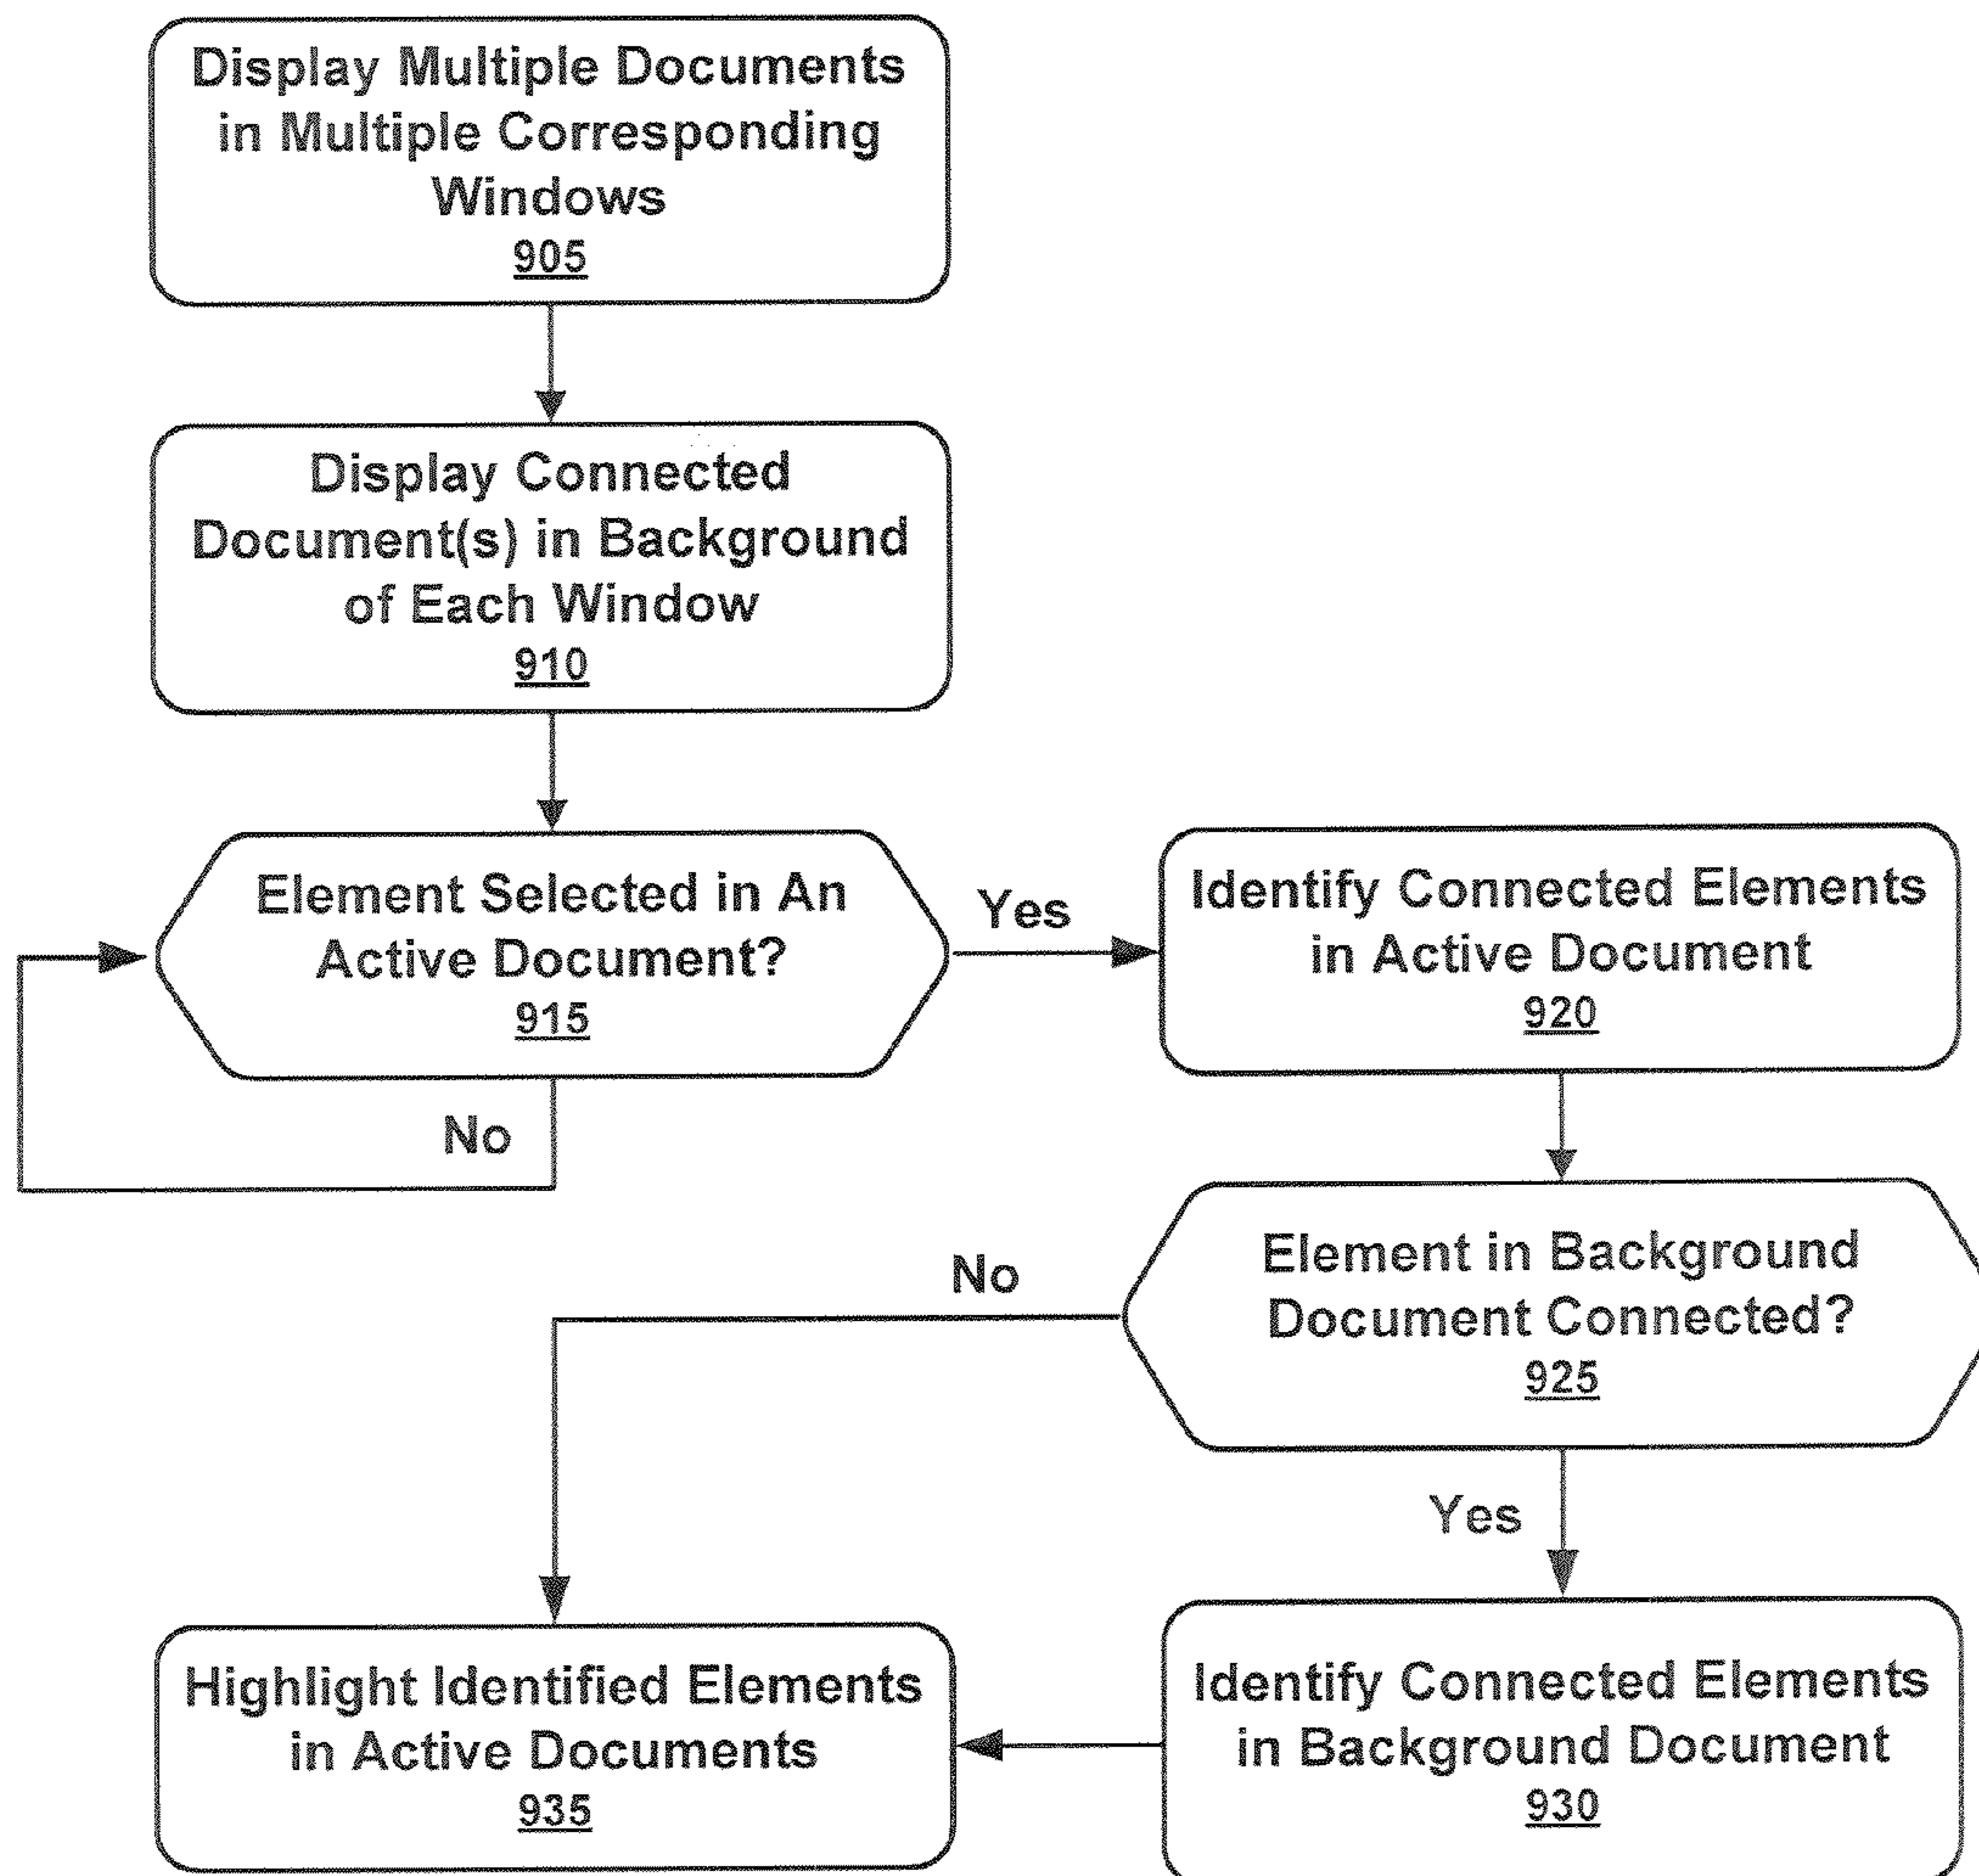 Display Multiple Documents
in Multiple Corresponding
Windows
905
Display Connected
Document(s) in Background
of Each Window
910
Element Selected in An
Active Document?
915
Yes
No
Identify Connected Elements
in Active Document
920
Element in Background
Document Connected?
925
No
Yes
Identify Connected Elements
in Background Document
930
Highlight Identified Elements
in Active Documents
935